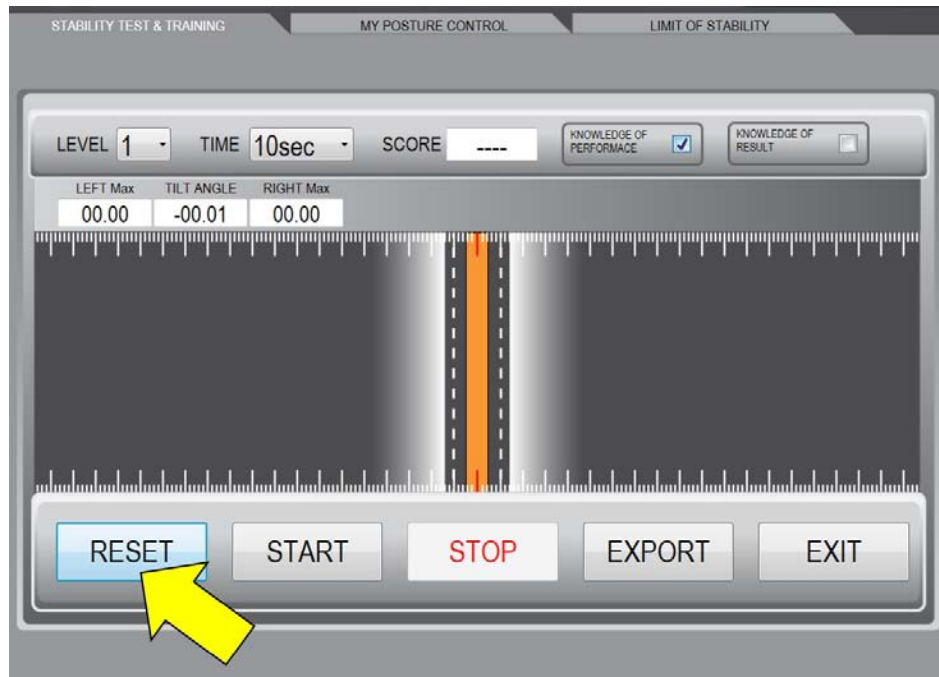 STABILITY TEST & TRAINING MY POSTURE CONTROL LIMIT OF STABILITY
LEVEL 1 TIME 10sec SCORE ---- KNOWLEDGE OF PERFORMACE KNOWLEDGE OF RESULT
LEFT Max TILT ANGLE RIGHT Max
00.00 -00.01 00.00
RESET START STOP EXPORT EXIT